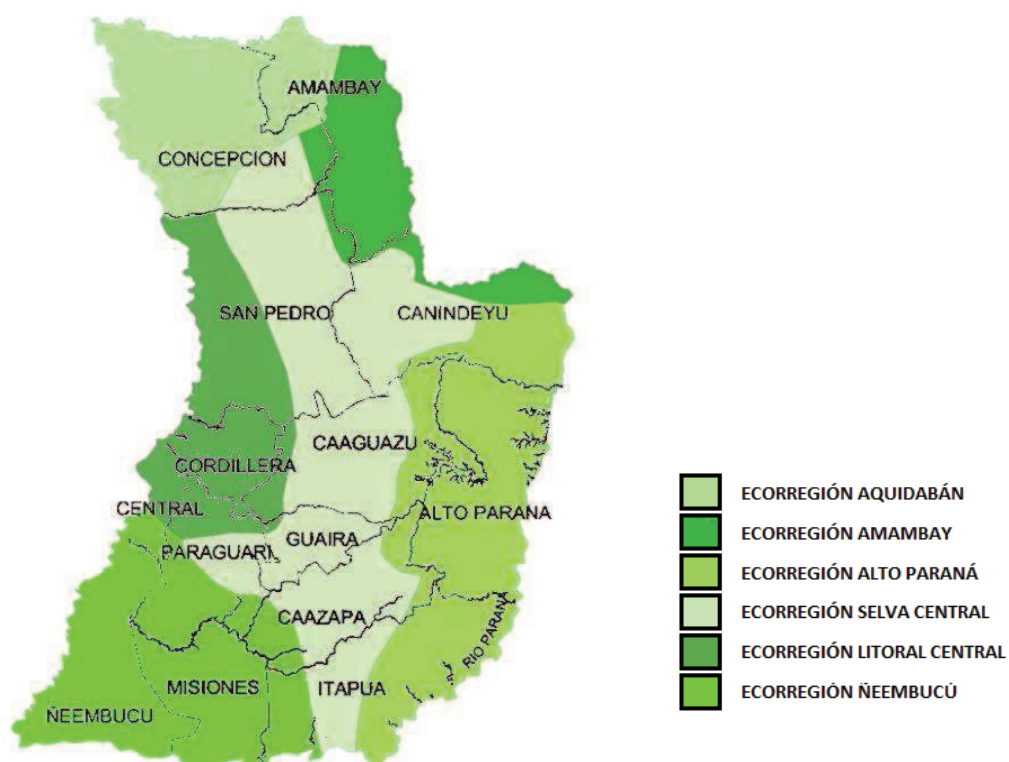 AMAMBAY
CONCEPCION
SAN PEDRO
CANINDEYU
CAAGUAZU
CORDILLERA
CENTRAL
ALTO PARANA
GUAIRA
PARAGUARI
CAAZAPA
RIO PARANA
MISIONES
ITAPUA
ÑEEMBUCU
ECORREGIÓN AQUIDABÁN
ECORREGIÓN AMAMBAY
ECORREGIÓN ALTO PARANÁ
ECORREGIÓN SELVA CENTRAL
ECORREGIÓN LITORAL CENTRAL
ECORREGIÓN ÑEEMBUCÚ